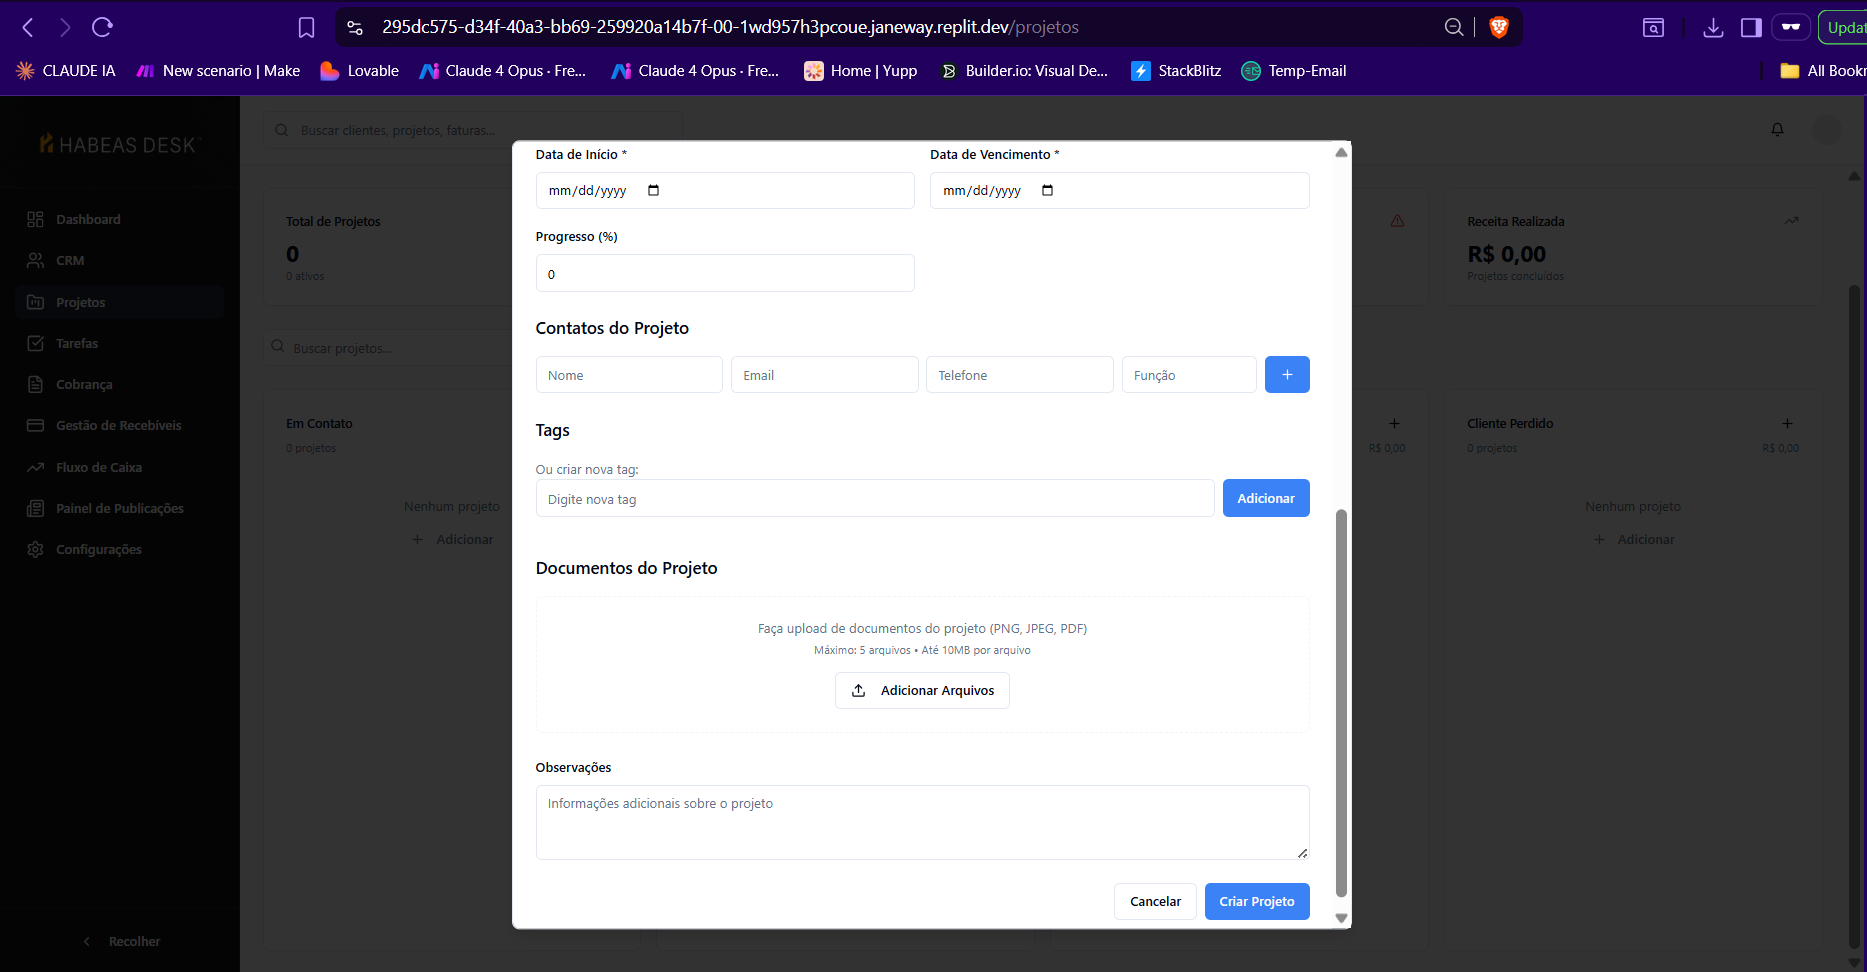 295dc575-d34f-40a3-bb69-259920a14b7f-00-1wd957h3pcoue.janeway.replit.dev/projetos
Updat
CLAUDE IA
New scenario | Make
Lovable
Claude 4 Opus · Fre...
Claude 4 Opus · Fre...
Home | Yupp
Builder.io: Visual De...
StackBlitz
Temp-Email
All Bookr
HABEAS DESK
Buscar clientes, projetos, faturas...
Dashboard
CRM
Projetos
Tarefas
Cobrança
Gestão de Recebíveis
Fluxo de Caixa
Painel de Publicações
Configurações
Recolher
Total de Projetos
0
0 ativos
Receita Realizada
R$ 0,00
Projetos concluídos
Buscar projetos...
Em Contato
0 projetos
Nenhum projeto
Adicionar
R$ 0,00
Cliente Perdido
0 projetos
R$ 0,00
Nenhum projeto
Adicionar
Data de Início *
Data de Vencimento *
mm/dd/yyyy
mm/dd/yyyy
Progresso (%)
0
Contatos do Projeto
Nome
Email
Telefone
Função
+
Tags
Ou criar nova tag:
Digite nova tag
Adicionar
Documentos do Projeto
Faça upload de documentos do projeto (PNG, JPEG, PDF)
Máximo: 5 arquivos • Até 10MB por arquivo
Adicionar Arquivos
Observações
Informações adicionais sobre o projeto
Cancelar
Criar Projeto